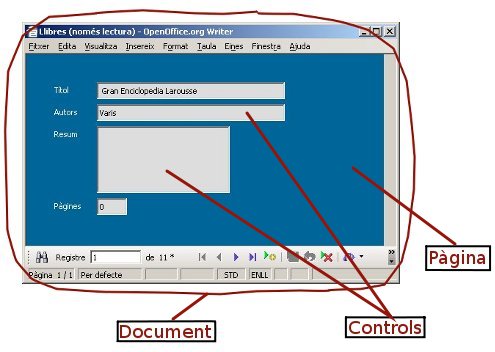 Llibres (només lectura) - OpenOffice.org Writer
Fitxer Edita Visualitza Insereix Format Taula Eines Finestra Ajuda
Títol Gran Enciclopedia Larousse
Autors Varis
Resum
Pàgines 0
Registre 1 de 11 *
Pàgina 1 / 1 Per defecte STD ENLL
Pàgina
Document
Controls